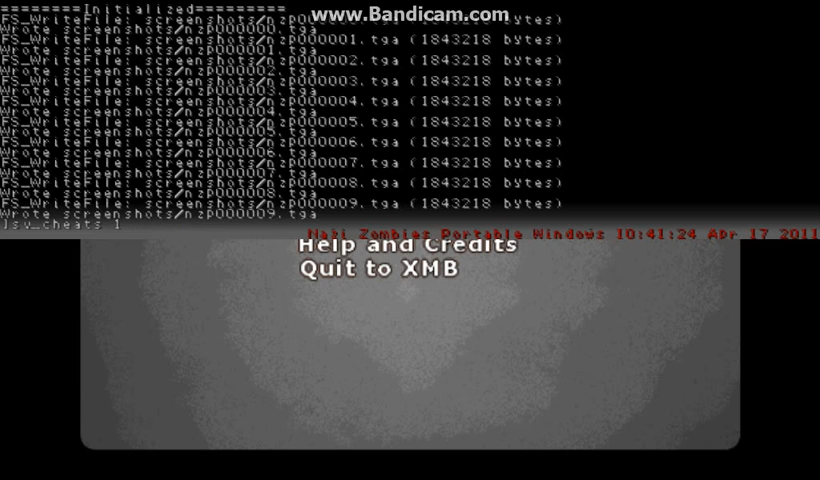 www.Bandicam.com
========Initialized=========
FS_WriteFile: screenshots/nzp000000.tga (1843218 bytes)
Wrote screenshots/nzp000000.tga
FS_WriteFile: screenshots/nzp000001.tga (1843218 bytes)
Wrote screenshots/nzp000001.tga
FS_WriteFile: screenshots/nzp000002.tga (1843218 bytes)
Wrote screenshots/nzp000002.tga
FS_WriteFile: screenshots/nzp000003.tga (1843218 bytes)
Wrote screenshots/nzp000003.tga
FS_WriteFile: screenshots/nzp000004.tga (1843218 bytes)
Wrote screenshots/nzp000004.tga
FS_WriteFile: screenshots/nzp000005.tga (1843218 bytes)
Wrote screenshots/nzp000005.tga
FS_WriteFile: screenshots/nzp000006.tga (1843218 bytes)
Wrote screenshots/nzp000006.tga
FS_WriteFile: screenshots/nzp000007.tga (1843218 bytes)
Wrote screenshots/nzp000007.tga
FS_WriteFile: screenshots/nzp000008.tga (1843218 bytes)
Wrote screenshots/nzp000008.tga
FS_WriteFile: screenshots/nzp000009.tga (1843218 bytes)
Wrote screenshots/nzp000009.tga
]sv_cheats 1
Nazi Zombies Portable Windows 10:41:24 Apr 17 2011
Help and Credits
Quit to XMB